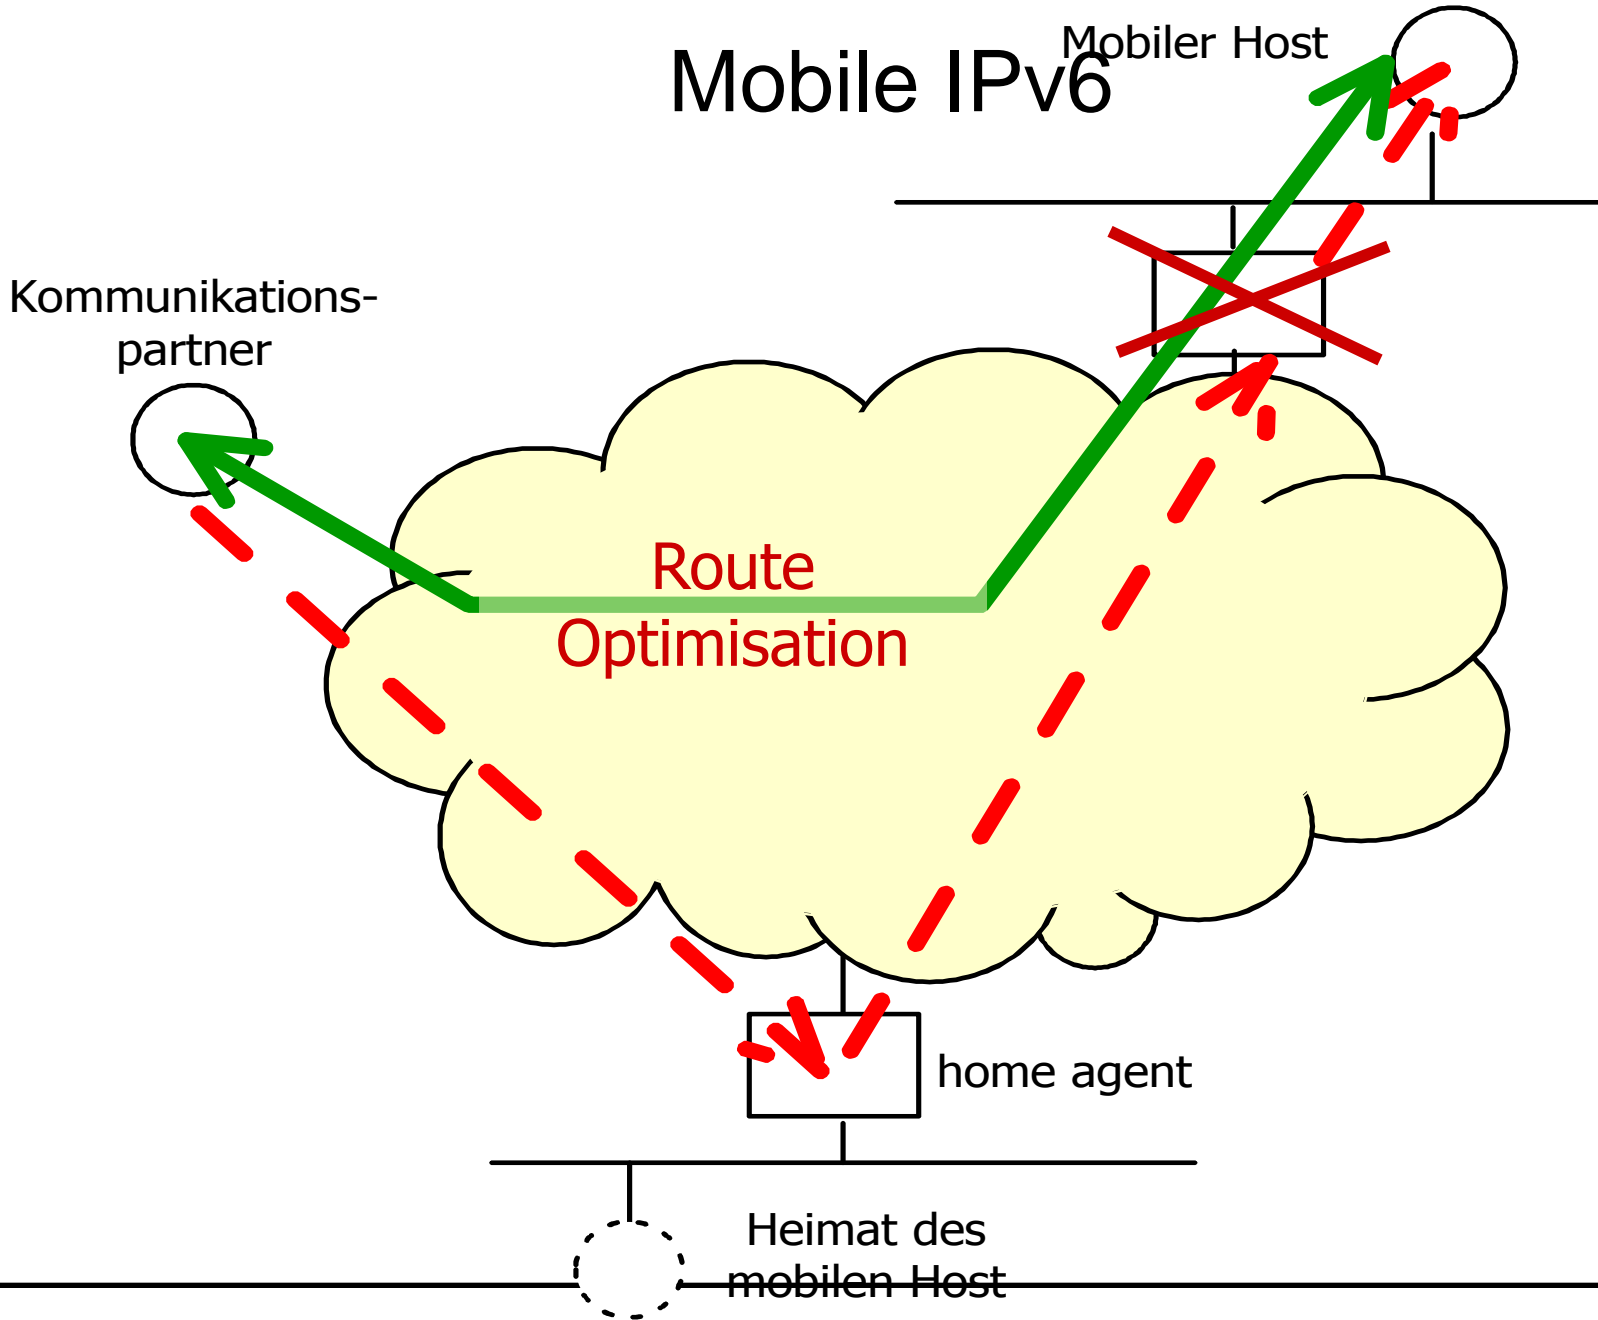 Mobile IPv6
Mobiler Host
Kommunikations-
partner
Route
Optimisation
home agent
Heimat des
mobilen Host